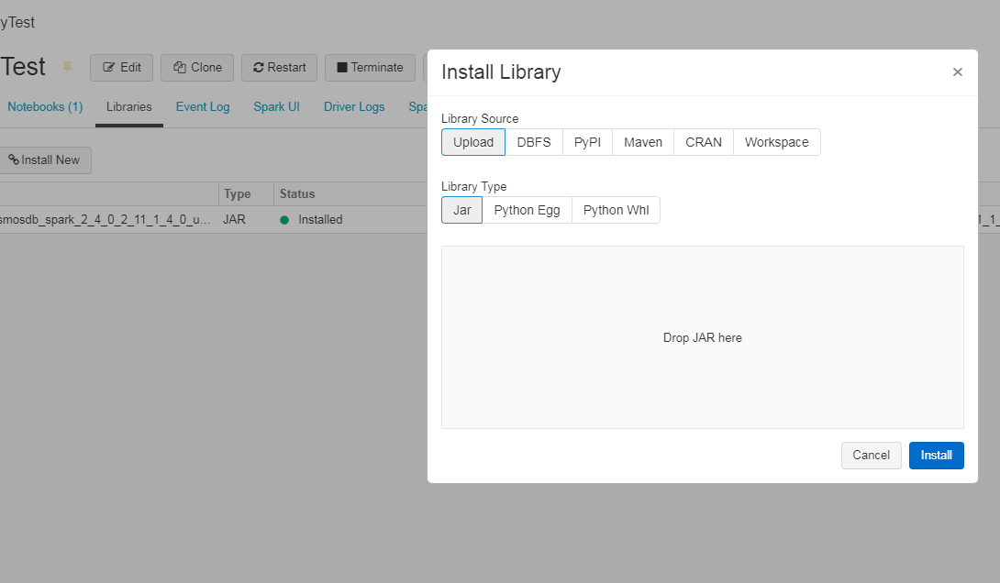 yTest
Test Edit Clone Restart Terminate
Notebooks (1) Libraries Event Log Spark UI Driver Logs Spa
Install New
Type Status
smosdb_spark_2_4_0_2_11_1_4_0_u... JAR Installed
1_1_
Install Library ×
Library Source
Upload DBFS PyPI Maven CRAN Workspace
Library Type
Jar Python Egg Python Whl
Drop JAR here
Cancel Install